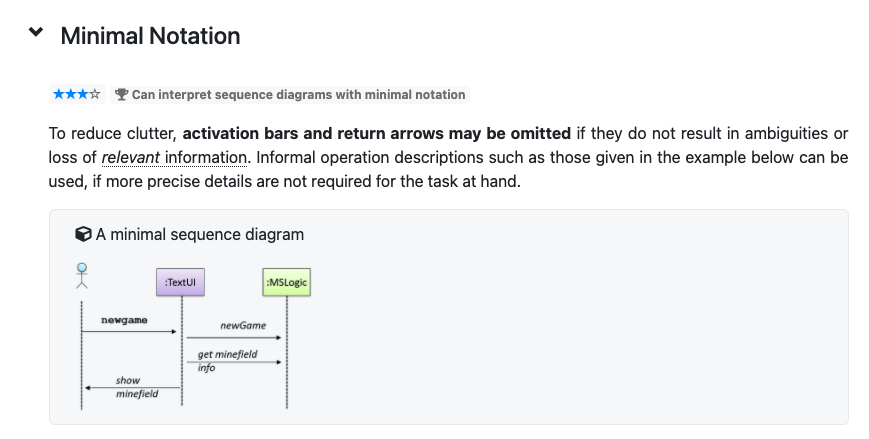 Minimal Notation
★★★☆ 🏆 Can interpret sequence diagrams with minimal notation
To reduce clutter, activation bars and return arrows may be omitted if they do not result in ambiguities or
loss of relevant information. Informal operation descriptions such as those given in the example below can be
used, if more precise details are not required for the task at hand.
A minimal sequence diagram
:TextUI
:MSLogic
newgame
newGame
get minefield
info
show
minefield